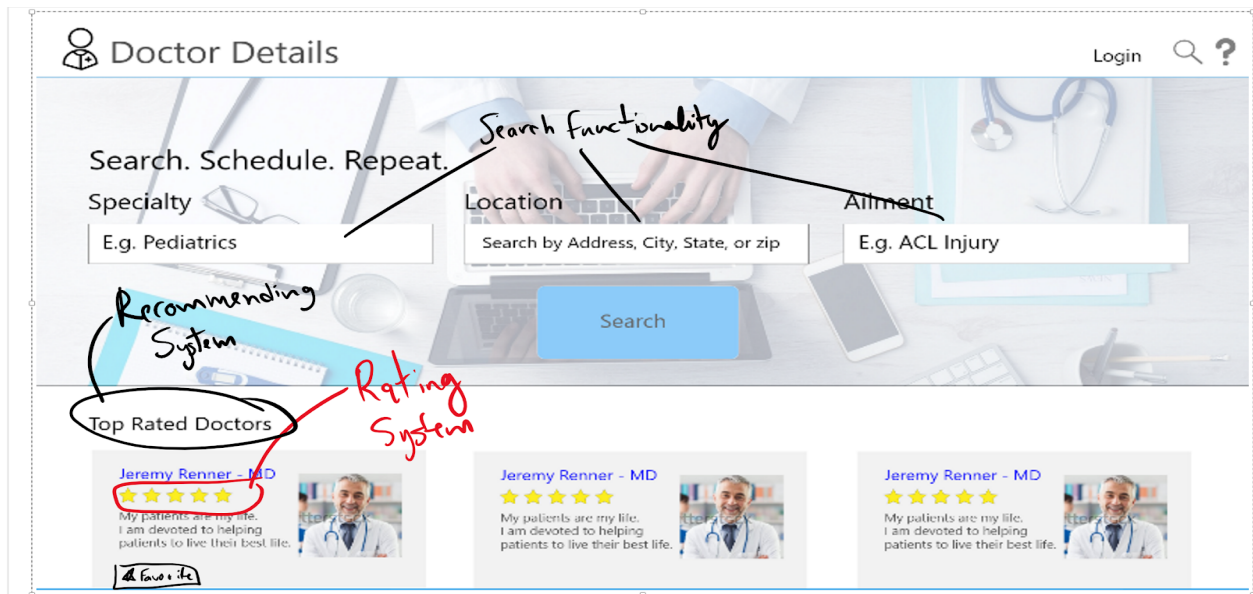 Doctor Details
Login
?
Search functionality
Search. Schedule. Repeat.
Specialty
Location
Ailment
E.g. Pediatrics
Search by Address, City, State, or zip
E.g. ACL Injury
Recommending
System
Search
Rating
System
Top Rated Doctors
Jeremy Renner - MD
My patients are my life.
I am devoted to helping
patients to live their best life.
Favorite
Jeremy Renner - MD
My patients are my life.
I am devoted to helping
patients to live their best life.
Jeremy Renner - MD
My patients are my life.
I am devoted to helping
patients to live their best life.